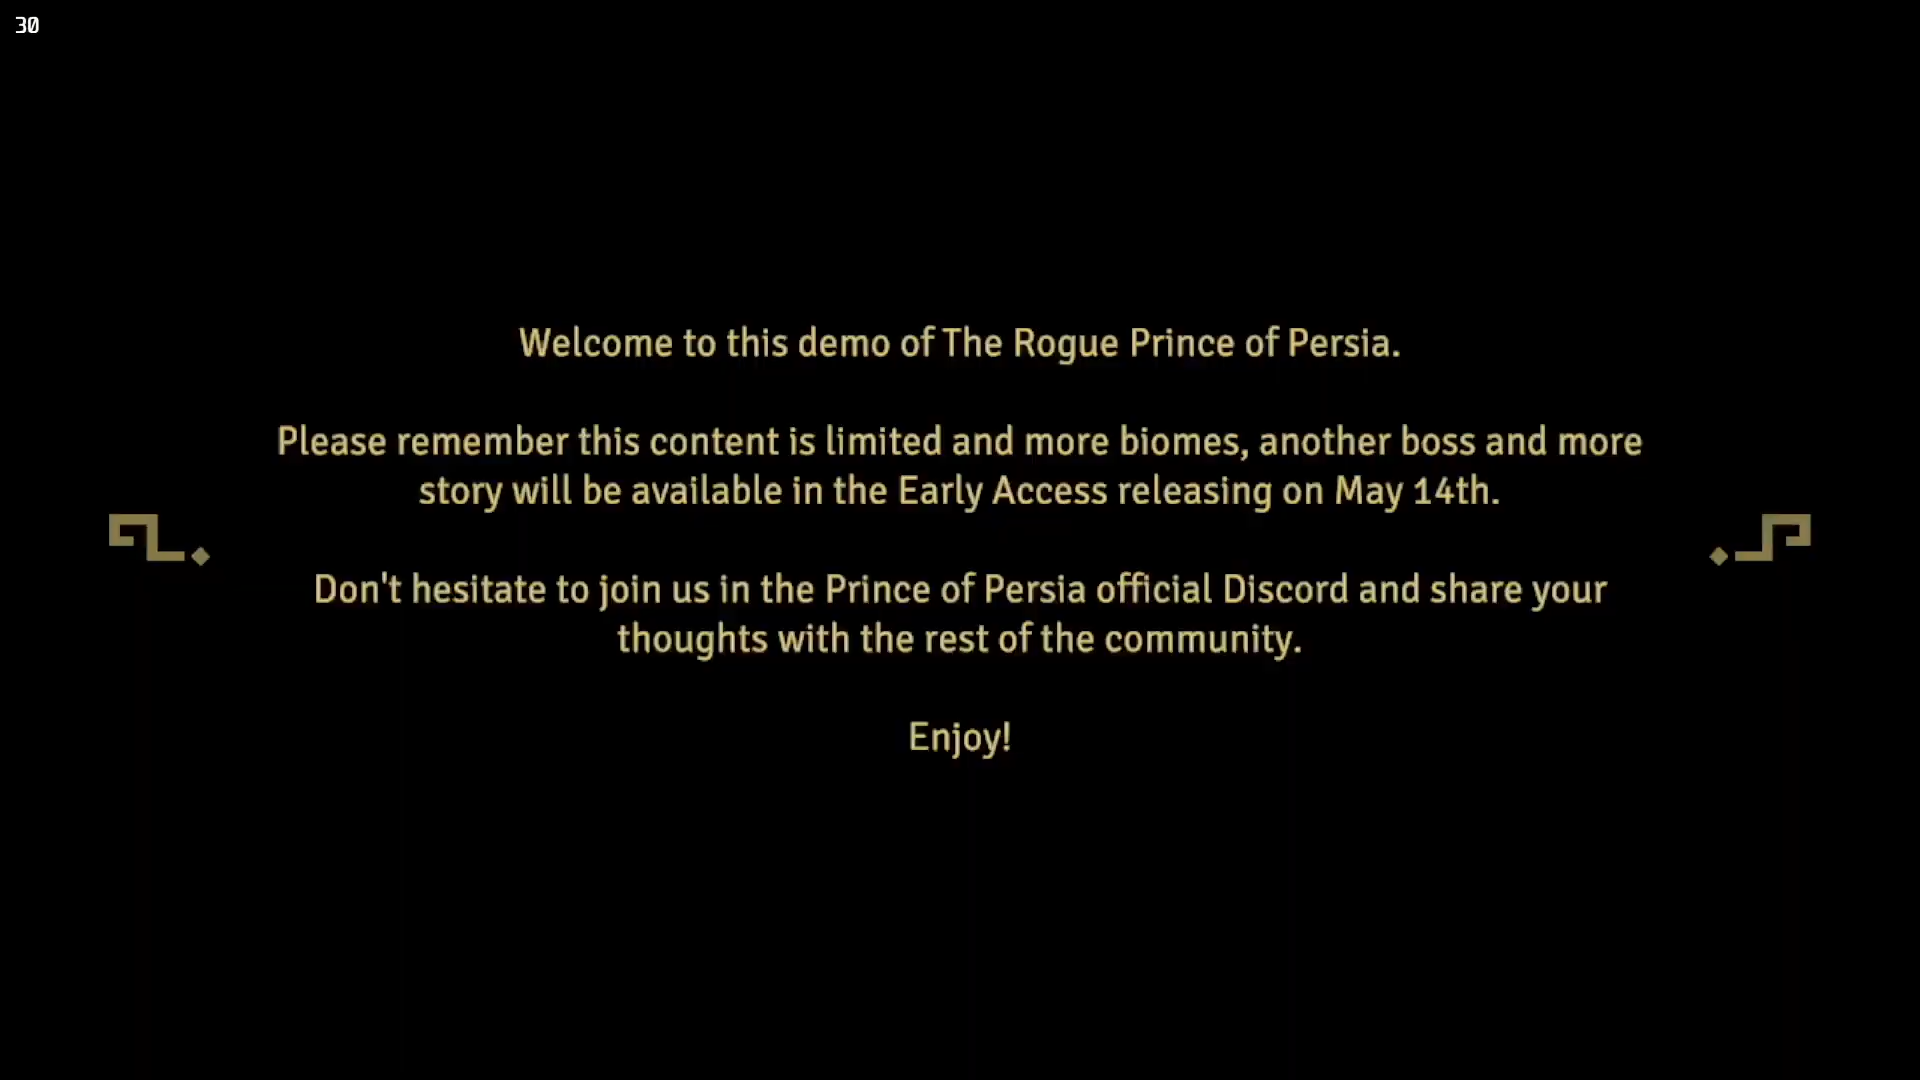 30
Welcome to this demo of The Rogue Prince of Persia.
Please remember this content is limited and more biomes, another boss and more
story will be available in the Early Access releasing on May 14th.
Don't hesitate to join us in the Prince of Persia official Discord and share your
thoughts with the rest of the community.
Enjoy!